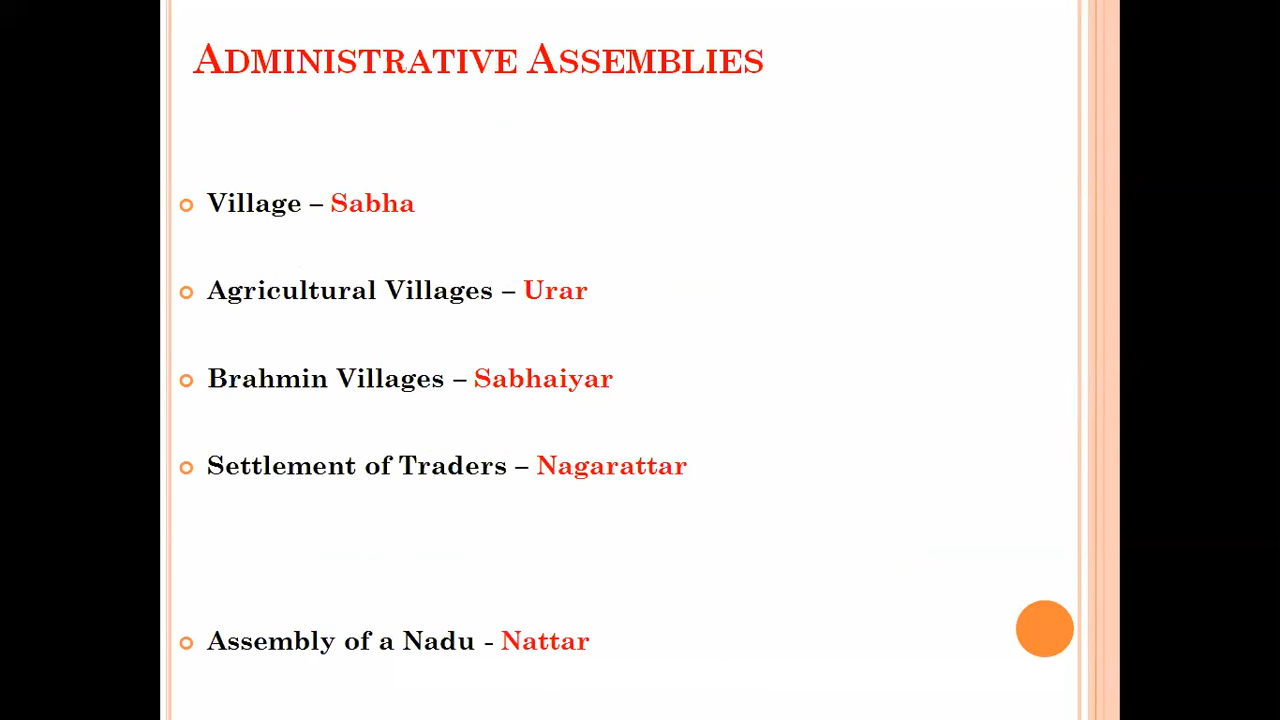 ADMINISTRATIVE ASSEMBLIES
Village – Sabha
Agricultural Villages – Urar
Brahmin Villages – Sabhaiyar
Settlement of Traders – Nagarattar
Assembly of a Nadu - Nattar